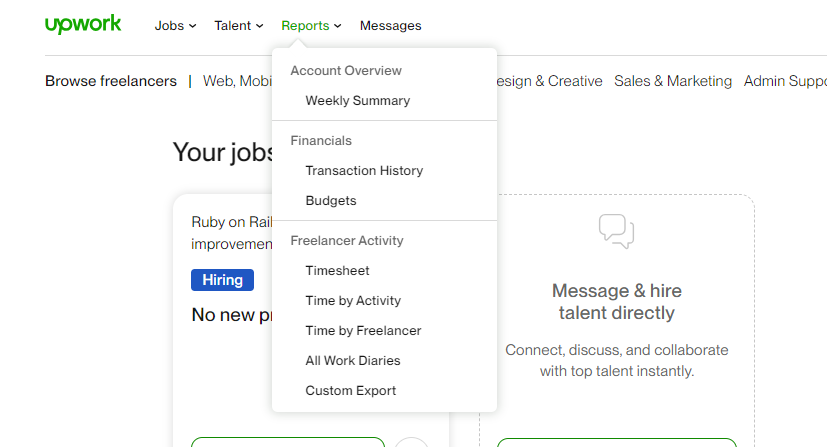 upwork
Jobs Talent Reports Messages
Browse freelancers | Web, Mobi
esign & Creative Sales & Marketing Admin Suppo
Account Overview
Weekly Summary
Financials
Transaction History
Budgets
Freelancer Activity
Timesheet
Time by Activity
Time by Freelancer
All Work Diaries
Custom Export
Your jobs
Ruby on Rail
improvemen
Hiring
No new pr
Message & hire
talent directly
Connect, discuss, and collaborate
with top talent instantly.